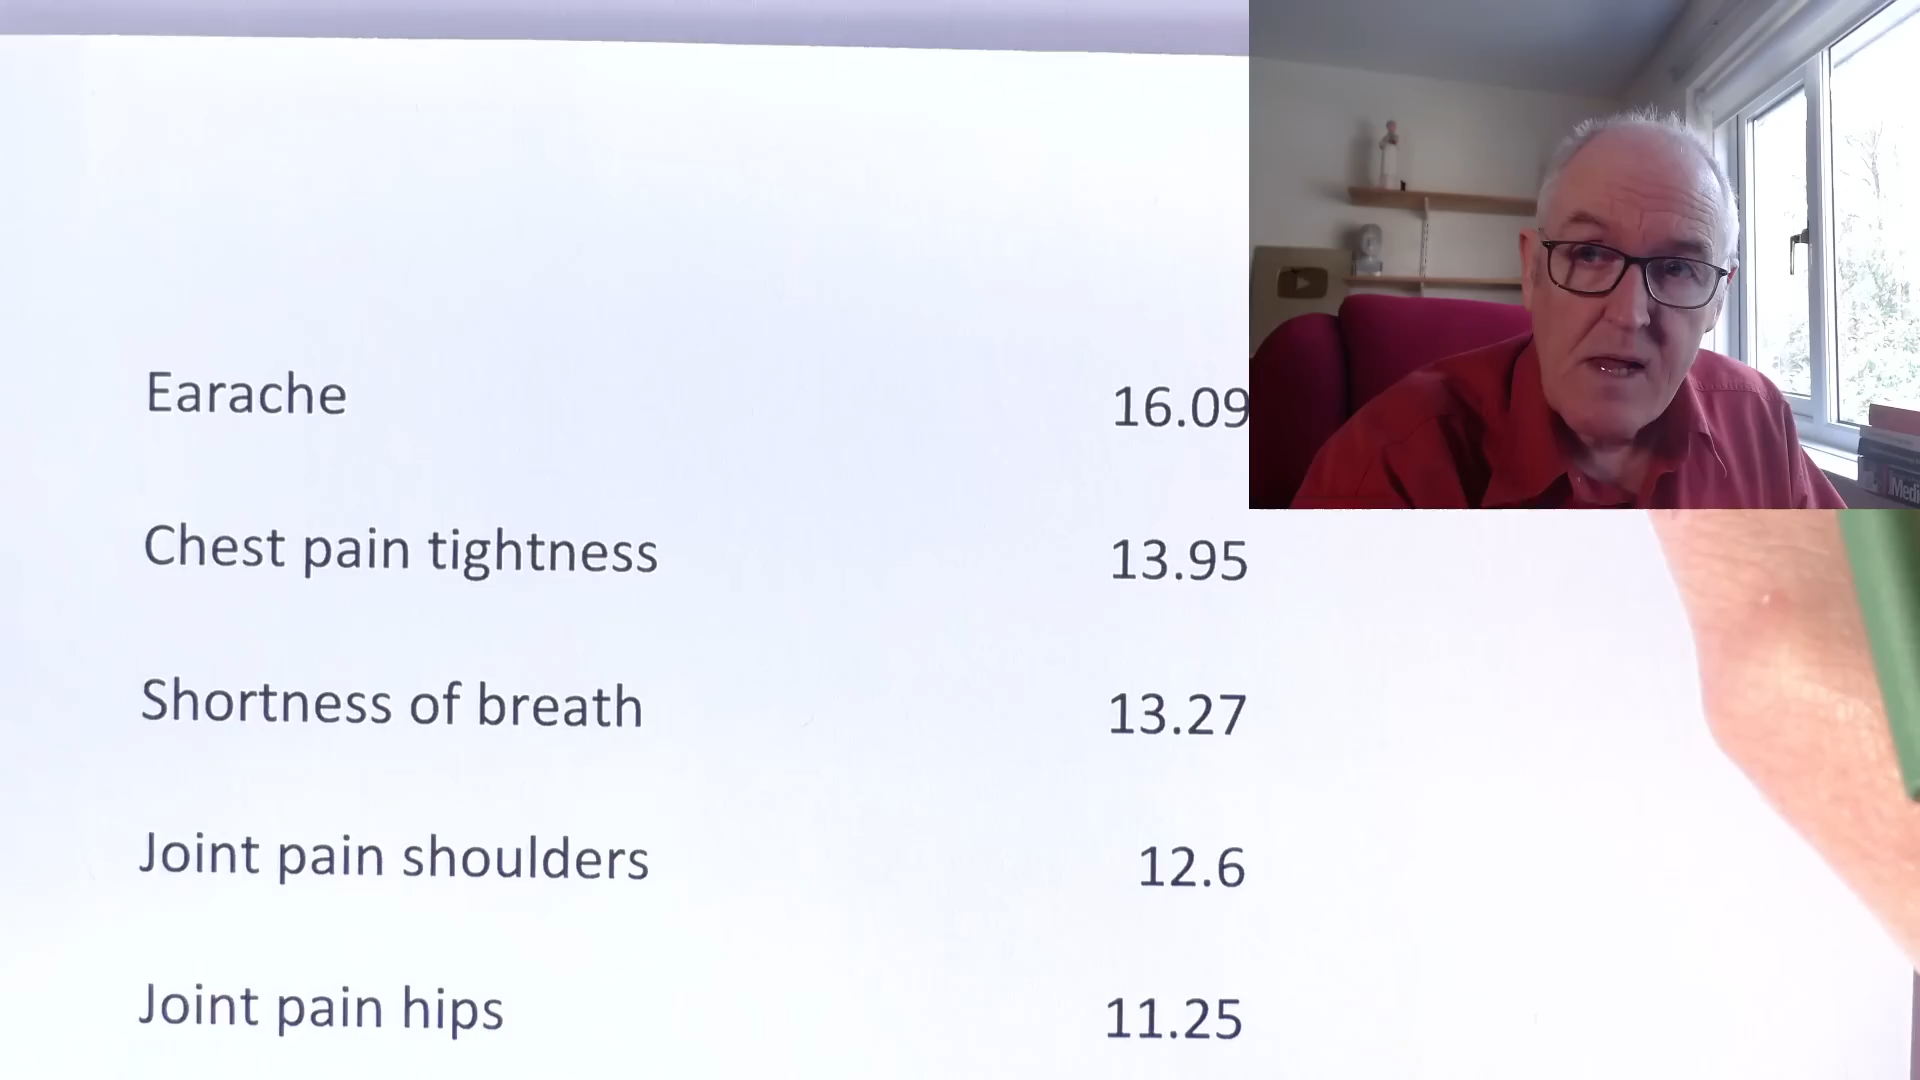 Earache 16.09
Chest pain tightness 13.95
Shortness of breath 13.27
Joint pain shoulders 12.6
Joint pain hips 11.25
Medi